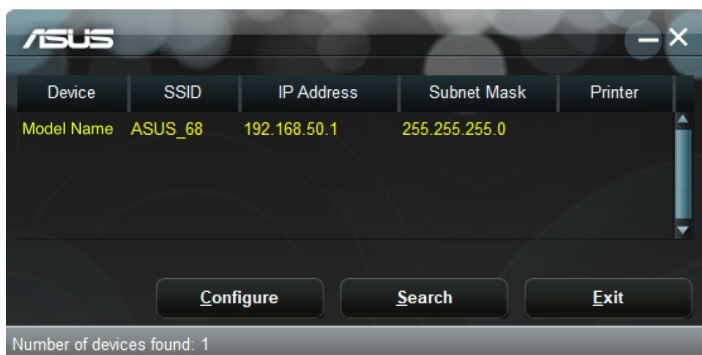 ASUS
Device SSID IP Address Subnet Mask Printer
Model Name ASUS_68 192.168.50.1 255.255.255.0
Configure Search Exit
Number of devices found: 1